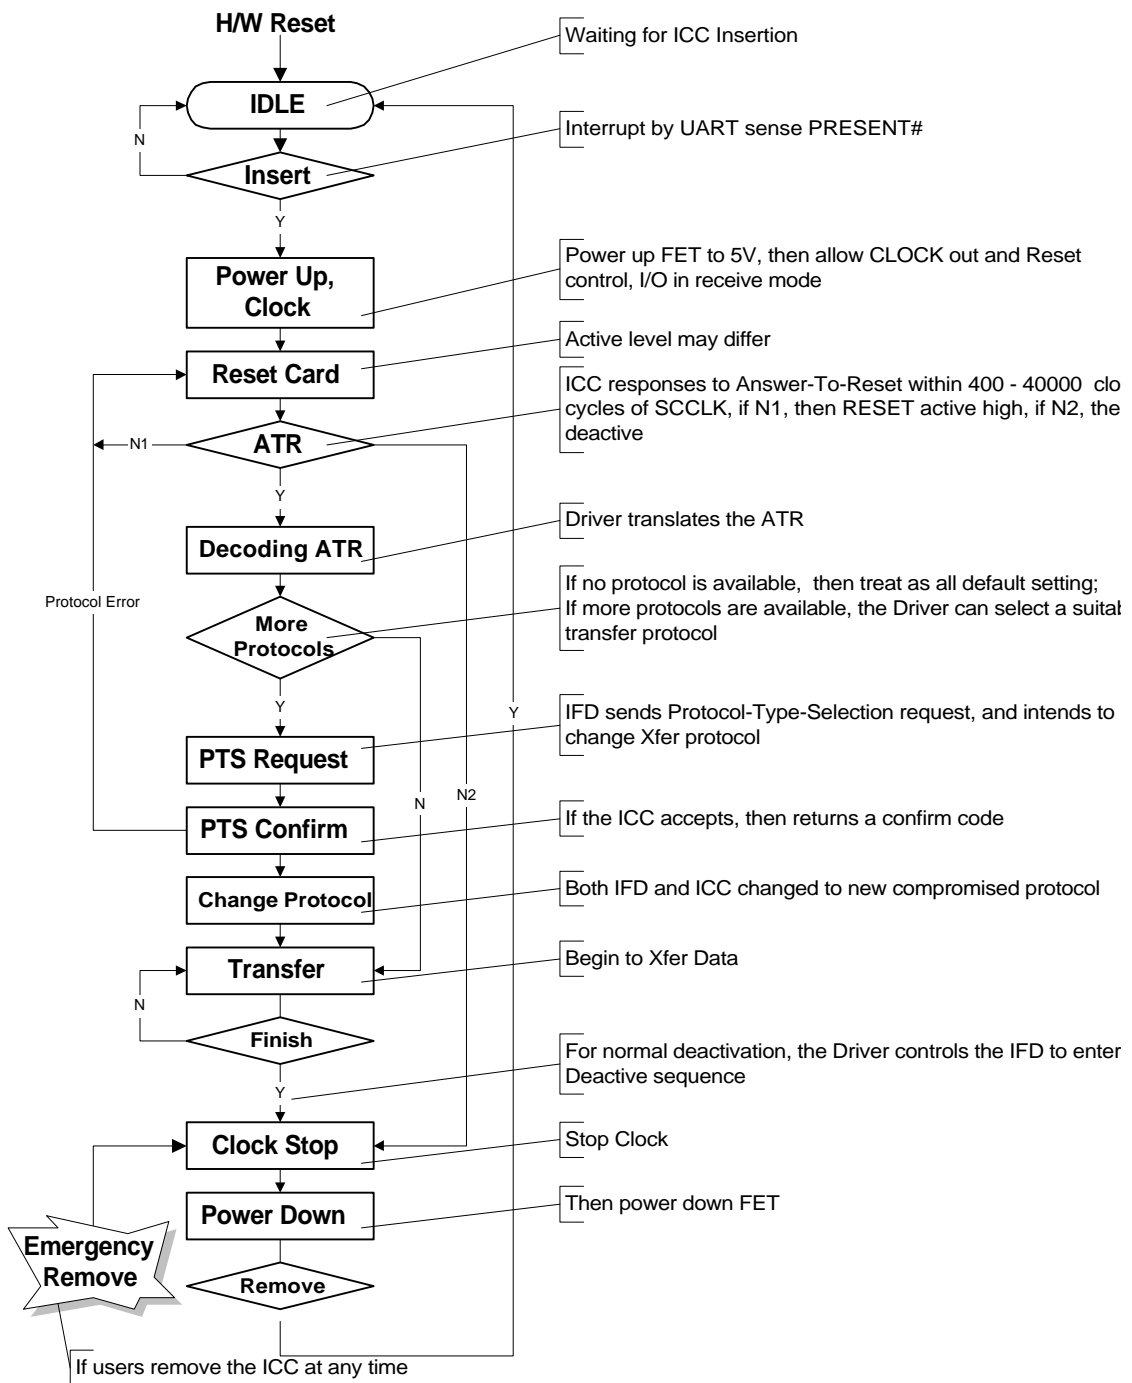 H/W Reset
Waiting for ICC Insertion
IDLE
Interrupt by UART sense PRESENT#
N
Insert
Y
Power up FET to 5V, then allow CLOCK out and Reset
control, I/O in receive mode
Power Up,
Clock
Active level may differ
Reset Card
ICC responses to Answer-To-Reset within 400 - 40000 clo
cycles of SCCLK, if N1, then RESET active high, if N2, the
deactive
N1
ATR
Y
Driver translates the ATR
Decoding ATR
If no protocol is available, then treat as all default setting;
If more protocols are available, the Driver can select a suitab
transfer protocol
Protocol Error
More
Protocols
Y
Y
IFD sends Protocol-Type-Selection request, and intends to
change Xfer protocol
PTS Request
N
N2
PTS Confirm
If the ICC accepts, then returns a confirm code
Change Protocol
Both IFD and ICC changed to new compromised protocol
Transfer
Begin to Xfer Data
N
Finish
For normal deactivation, the Driver controls the IFD to enter
Deactive sequence
Y
Clock Stop
Stop Clock
Power Down
Then power down FET
Emergency
Remove
Remove
If users remove the ICC at any time